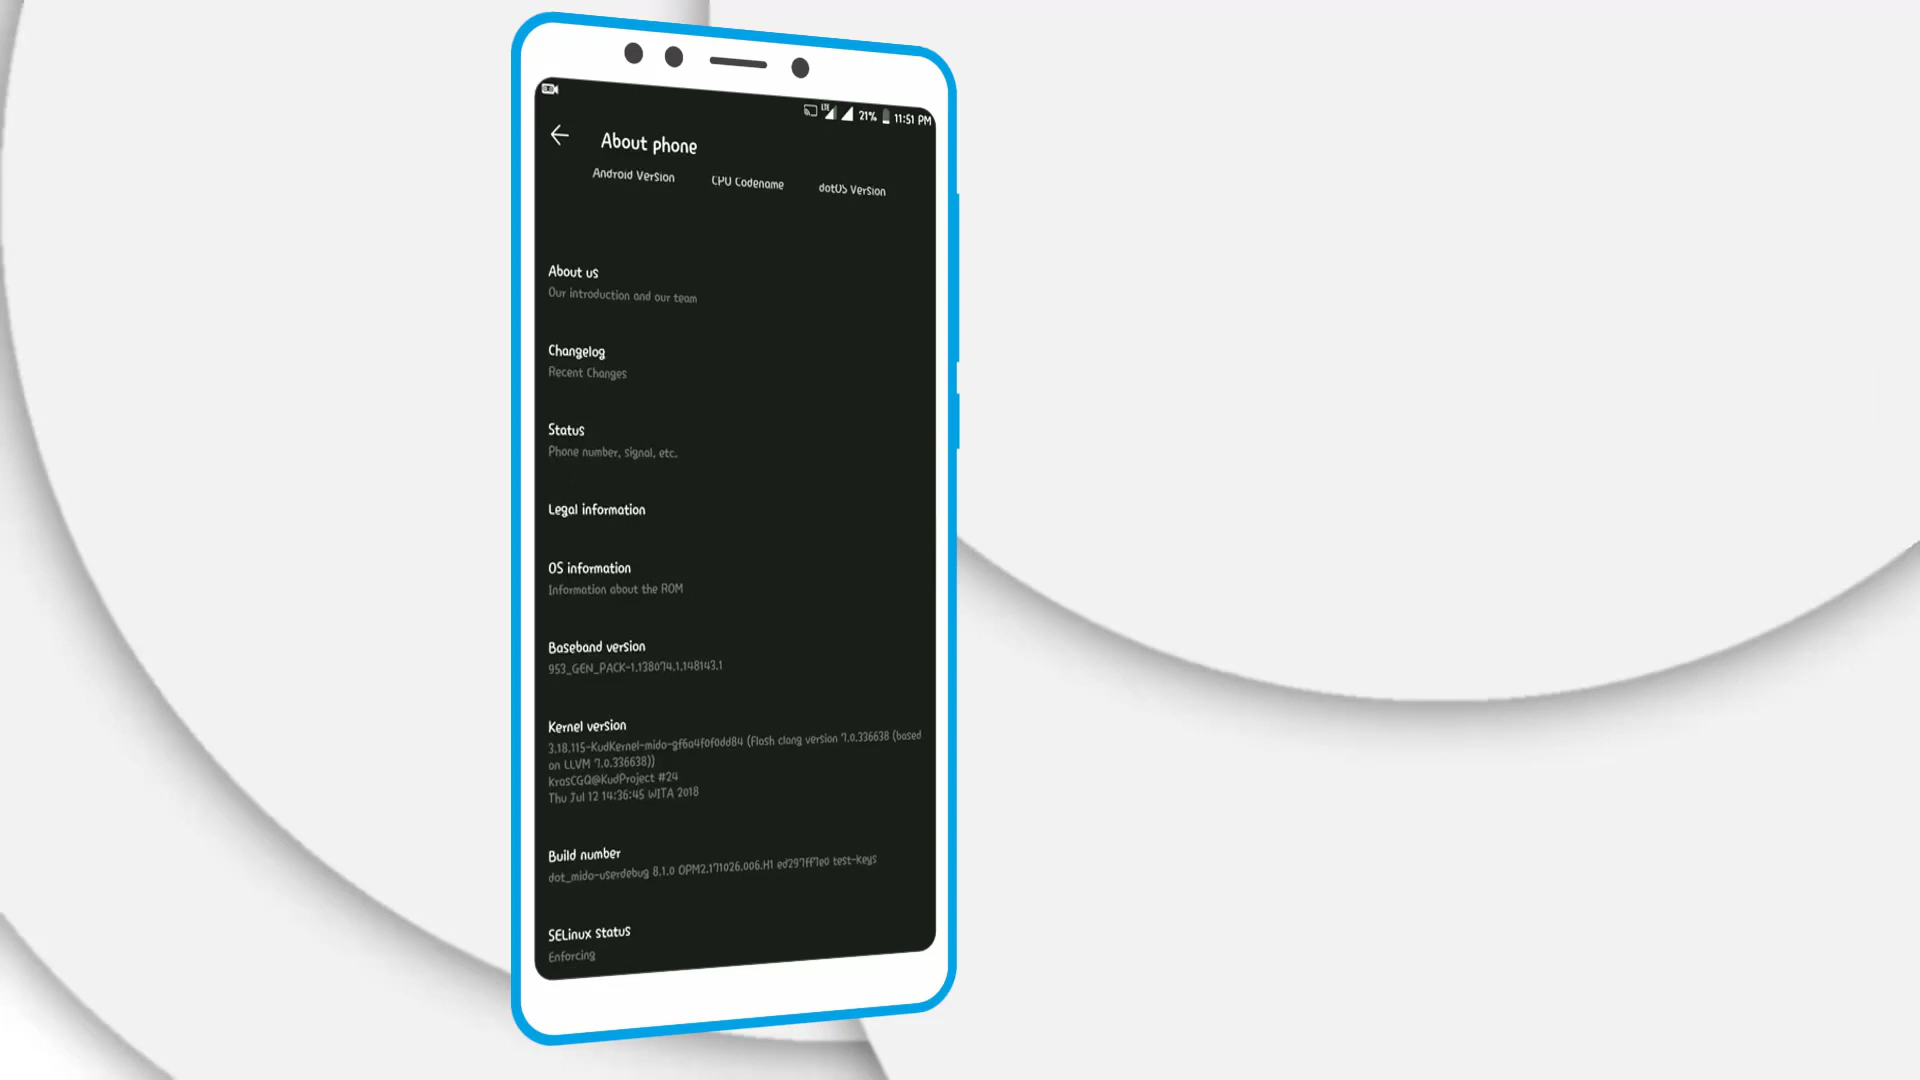 LTE 21% 11:51 PM
About phone
Android Version CPU Codename dotOS Version
About us
Our introduction and our team
Changelog
Recent Changes
Status
Phone number, signal, etc.
Legal information
OS information
Information about the ROM
Baseband version
953_GEN_PACK-1.138074.1.148143.1
Kernel version
3.18.115-KudKernel-mido-gf6a4f0f0dd84 (Flash clang version 7.0.336638 (based
on LLVM 7.0.336638))
krasCGQ@KudProject #24
Thu Jul 12 14:36:45 WITA 2018
Build number
dot_mido-userdebug 8.1.0 OPM2.171026.006.H1 ed297ff7e0 test-keys
SELinux status
Enforcing